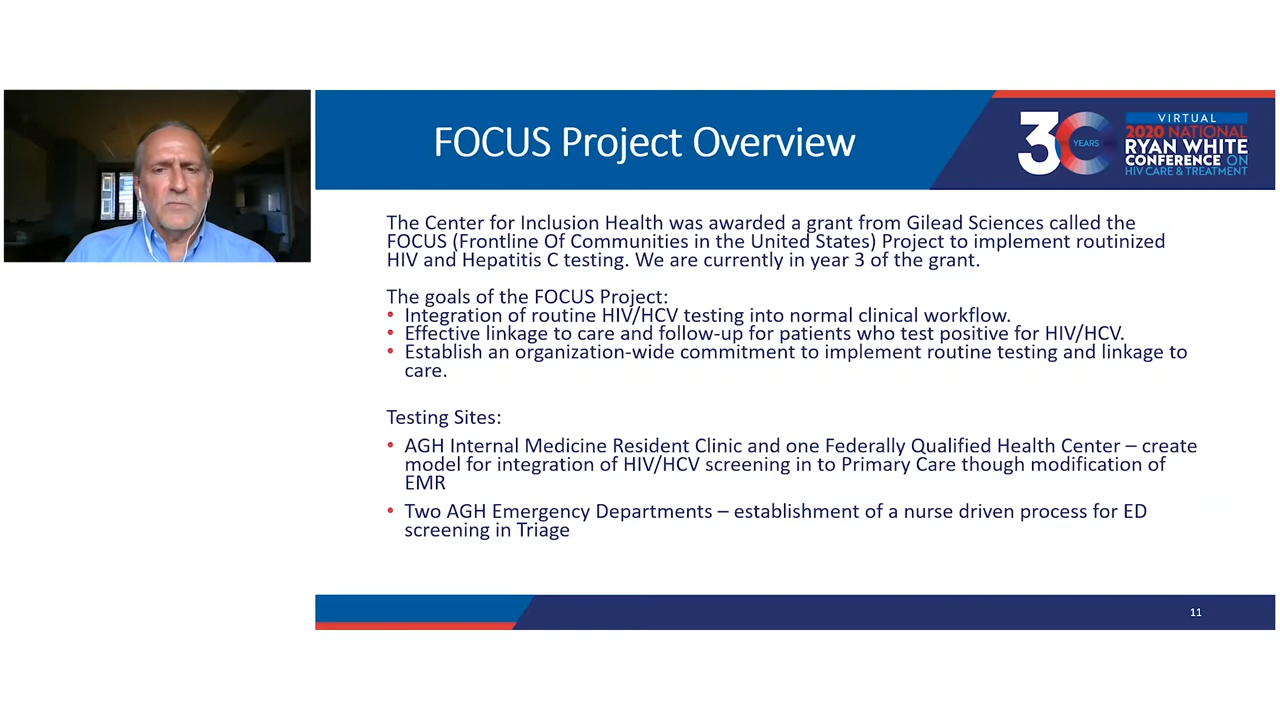 FOCUS Project Overview
30
YEARS
VIRTUAL
2020 NATIONAL
RYAN WHITE
CONFERENCE ON
HIV CARE & TREATMENT
The Center for Inclusion Health was awarded a grant from Gilead Sciences called the
FOCUS (Frontline Of Communities in the United States) Project to implement routinized
HIV and Hepatitis C testing. We are currently in year 3 of the grant.
The goals of the FOCUS Project:
• Integration of routine HIV/HCV testing into normal clinical workflow.
• Effective linkage to care and follow-up for patients who test positive for HIV/HCV.
• Establish an organization-wide commitment to implement routine testing and linkage to
care.
Testing Sites:
• AGH Internal Medicine Resident Clinic and one Federally Qualified Health Center – create
model for integration of HIV/HCV screening in to Primary Care though modification of
EMR
• Two AGH Emergency Departments – establishment of a nurse driven process for ED
screening in Triage
11